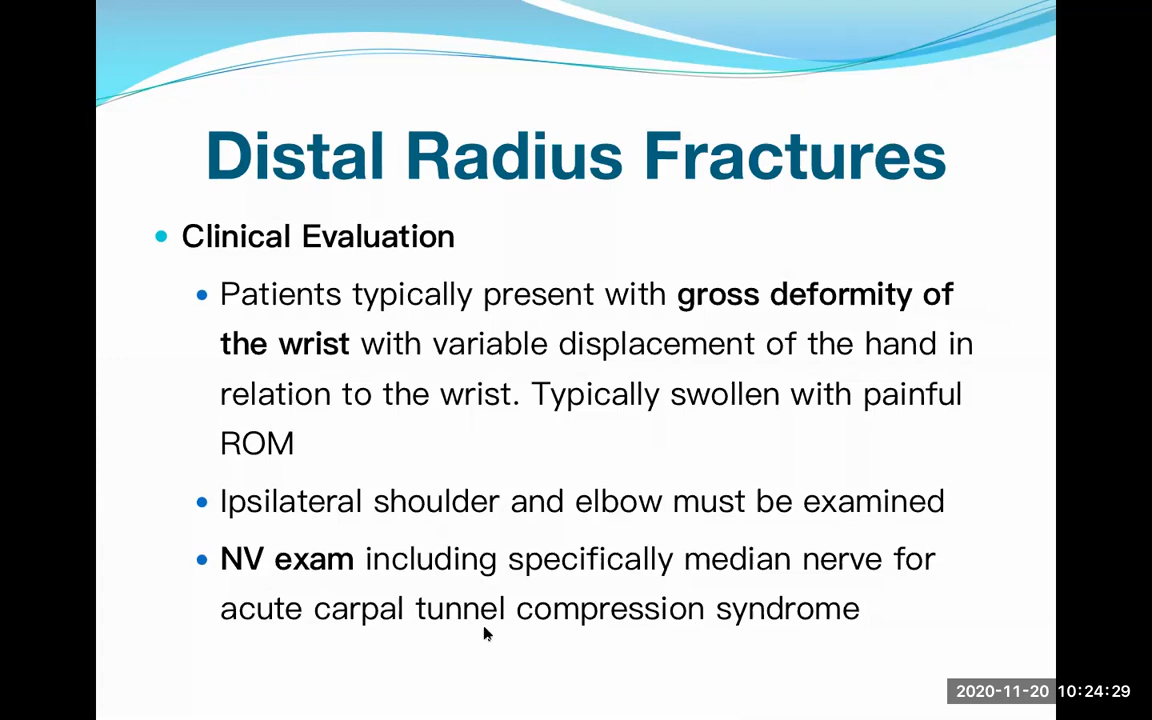 Distal Radius Fractures
Clinical Evaluation
Patients typically present with gross deformity of
the wrist with variable displacement of the hand in
relation to the wrist. Typically swollen with painful
ROM
Ipsilateral shoulder and elbow must be examined
NV exam including specifically median nerve for
acute carpal tunnel compression syndrome
2020-11-20 10:24:29